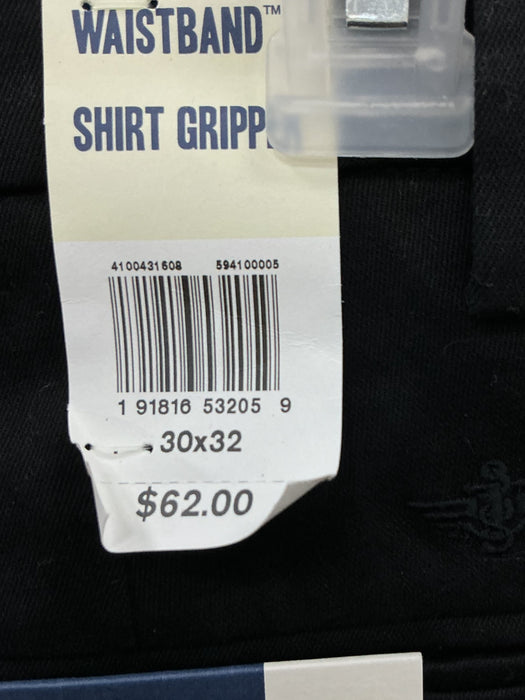 WAISTBAND™
SHIRT GRIPP
4100431608 594100005
1 91816 53205 9
30x32
$62.00